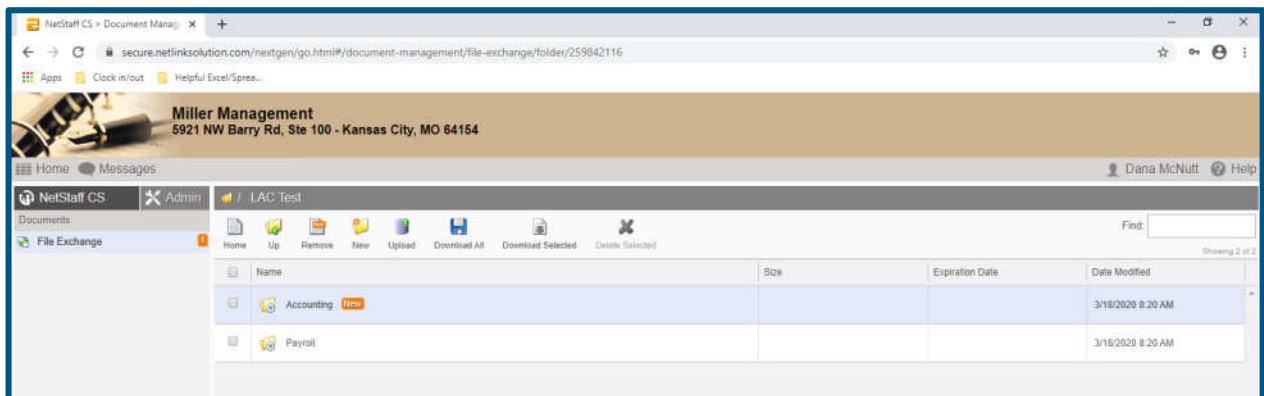 NetStaff CS > Document Manag
secure.netlinksolution.com/nextgen/go.html#/document-management/file-exchange/folder/259842116
Apps Clock in/out Helpful Excel/Sprea...
Miller Management
5921 NW Barry Rd, Ste 100 - Kansas City, MO 64154
Home Messages Dana McNutt Help
NetStaff CS Admin / LAC Test
Documents
File Exchange 1
Home Up Remove New Upload Download All Download Selected Delete Selected Find:
Showing 2 of 2
Name Size Expiration Date Date Modified
Accounting New 3/18/2020 8:20 AM
Payroll 3/18/2020 8:20 AM